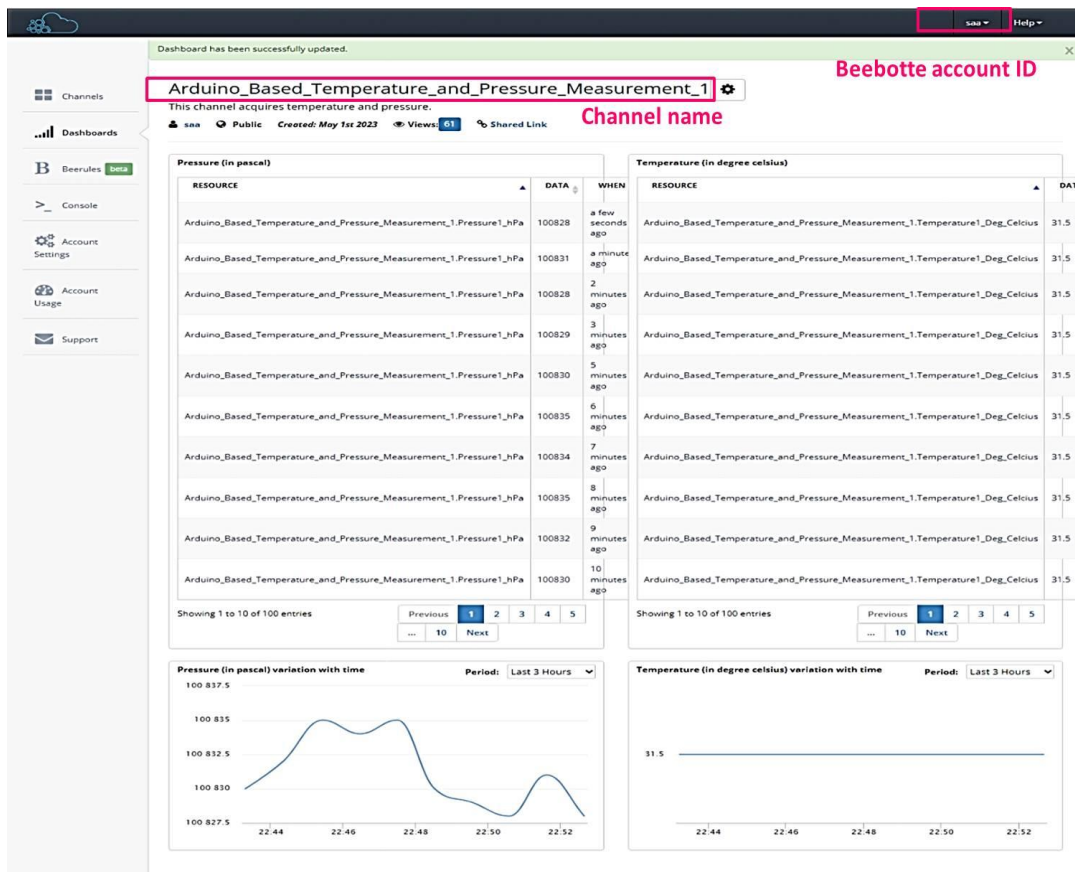 saa Help
Dashboard has been successfully updated. X
Beebotte account ID
Arduino_Based_Temperature_and_Pressure_Measurement_1
This channel acquires temperature and pressure.
Channel name
saa Public Created: May 1st 2023 Views: 61 Shared Link
Channels
Dashboards
B Beerules beta
>_ Console
Account
Settings
Account
Usage
Support
Pressure (in pascal)
RESOURCE DATA WHEN
Arduino_Based_Temperature_and_Pressure_Measurement_1.Pressure1_hPa 100828 a few
seconds
ago
Arduino_Based_Temperature_and_Pressure_Measurement_1.Pressure1_hPa 100831 a minute
ago
Arduino_Based_Temperature_and_Pressure_Measurement_1.Pressure1_hPa 100828 2
minutes
ago
Arduino_Based_Temperature_and_Pressure_Measurement_1.Pressure1_hPa 100829 3
minutes
ago
Arduino_Based_Temperature_and_Pressure_Measurement_1.Pressure1_hPa 100830 5
minutes
ago
Arduino_Based_Temperature_and_Pressure_Measurement_1.Pressure1_hPa 100835 6
minutes
ago
Arduino_Based_Temperature_and_Pressure_Measurement_1.Pressure1_hPa 100834 7
minutes
ago
Arduino_Based_Temperature_and_Pressure_Measurement_1.Pressure1_hPa 100835 8
minutes
ago
Arduino_Based_Temperature_and_Pressure_Measurement_1.Pressure1_hPa 100832 9
minutes
ago
Arduino_Based_Temperature_and_Pressure_Measurement_1.Pressure1_hPa 100830 10
minutes
ago
Showing 1 to 10 of 100 entries Previous 1 2 3 4 5
... 10 Next
Temperature (in degree celsius)
RESOURCE DAT
Arduino_Based_Temperature_and_Pressure_Measurement_1.Temperature1_Deg_Celcius 31.5
Arduino_Based_Temperature_and_Pressure_Measurement_1.Temperature1_Deg_Celcius 31.5
Arduino_Based_Temperature_and_Pressure_Measurement_1.Temperature1_Deg_Celcius 31.5
Arduino_Based_Temperature_and_Pressure_Measurement_1.Temperature1_Deg_Celcius 31.5
Arduino_Based_Temperature_and_Pressure_Measurement_1.Temperature1_Deg_Celcius 31.5
Arduino_Based_Temperature_and_Pressure_Measurement_1.Temperature1_Deg_Celcius 31.5
Arduino_Based_Temperature_and_Pressure_Measurement_1.Temperature1_Deg_Celcius 31.5
Arduino_Based_Temperature_and_Pressure_Measurement_1.Temperature1_Deg_Celcius 31.5
Arduino_Based_Temperature_and_Pressure_Measurement_1.Temperature1_Deg_Celcius 31.5
Arduino_Based_Temperature_and_Pressure_Measurement_1.Temperature1_Deg_Celcius 31.5
Showing 1 to 10 of 100 entries Previous 1 2 3 4 5
... 10 Next
Pressure (in pascal) variation with time Period: Last 3 Hours
100 837.5
100 835
100 832.5
100 830
100 827.5
22:44 22:46 22:48 22:50 22:52
Temperature (in degree celsius) variation with time Period: Last 3 Hours
31.5
22:44 22:46 22:48 22:50 22:52